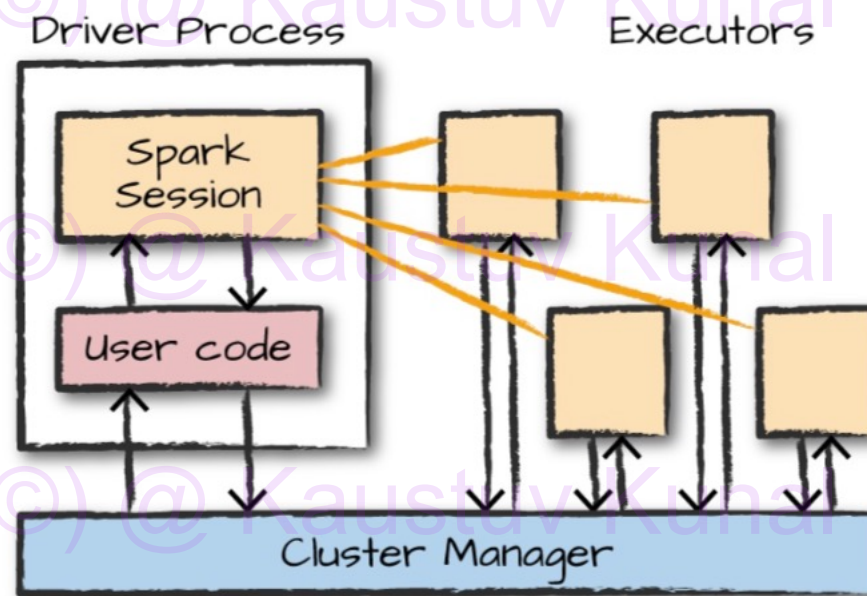 ©) @ Kaustuv Kunal
Driver Process
Executors
Spark
Session
©) @ Kaustuv Kunal
User code
©) @ Kaustuv Kunal
Cluster Manager